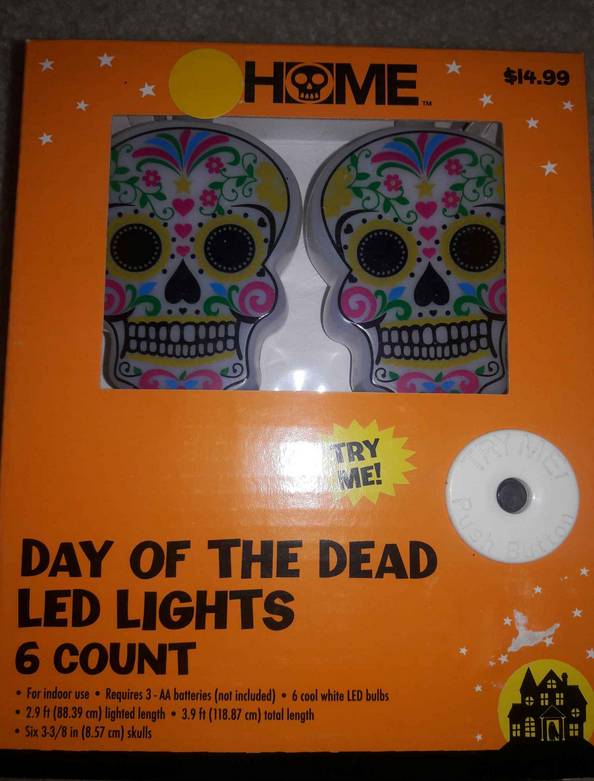 HOME™
$14.99
TRY
ME!
TRY ME!
Push Button
DAY OF THE DEAD
LED LIGHTS
6 COUNT
• For indoor use • Requires 3 - AA batteries (not included) • 6 cool white LED bulbs
• 2.9 ft (88.39 cm) lighted length • 3.9 ft (118.87 cm) total length
• Six 3-3/8 in (8.57 cm) skulls